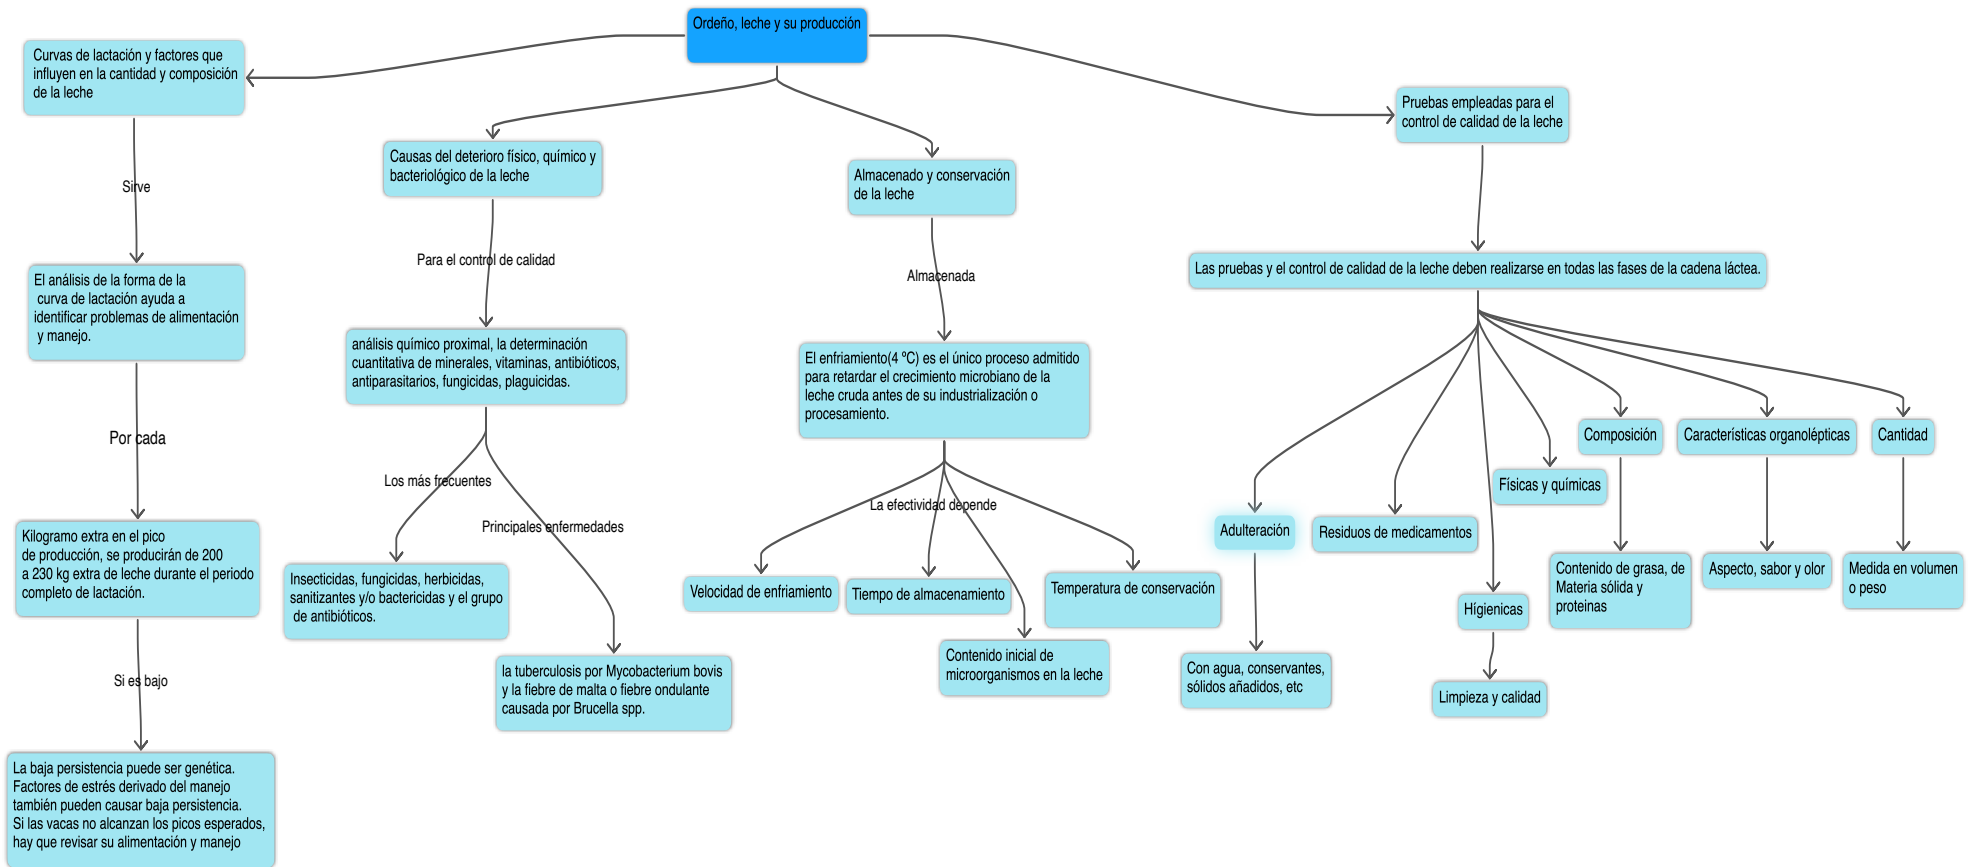 Ordeño, leche y su producción
Curvas de lactación y factores que
influyen en la cantidad y composición
de la leche
Sirve
El análisis de la forma de la
curva de lactación ayuda a
identificar problemas de alimentación
y manejo.
Por cada
Kilogramo extra en el pico
de producción, se producirán de 200
a 230 kg extra de leche durante el periodo
completo de lactación.
Si es bajo
La baja persistencia puede ser genética.
Factores de estrés derivado del manejo
también pueden causar baja persistencia.
Si las vacas no alcanzan los picos esperados,
hay que revisar su alimentación y manejo
Causas del deterioro físico, químico y
bacteriológico de la leche
Para el control de calidad
análisis químico proximal, la determinación
cuantitativa de minerales, vitaminas, antibióticos,
antiparasitarios, fungicidas, plaguicidas.
Los más frecuentes
Insecticidas, fungicidas, herbicidas,
sanitizantes y/o bactericidas y el grupo
de antibióticos.
Principales enfermedades
la tuberculosis por Mycobacterium bovis
y la fiebre de malta o fiebre ondulante
causada por Brucella spp.
Almacenado y conservación
de la leche
Almacenada
El enfriamiento(4 ºC) es el único proceso admitido
para retardar el crecimiento microbiano de la
leche cruda antes de su industrialización o
procesamiento.
La efectividad depende
Velocidad de enfriamiento
Tiempo de almacenamiento
Contenido inicial de
microorganismos en la leche
Temperatura de conservación
Pruebas empleadas para el
control de calidad de la leche
Las pruebas y el control de calidad de la leche deben realizarse en todas las fases de la cadena láctea.
Adulteración
Con agua, conservantes,
sólidos añadidos, etc
Residuos de medicamentos
Hígienicas
Limpieza y calidad
Físicas y químicas
Composición
Contenido de grasa, de
Materia sólida y
proteinas
Características organolépticas
Aspecto, sabor y olor
Cantidad
Medida en volumen
o peso